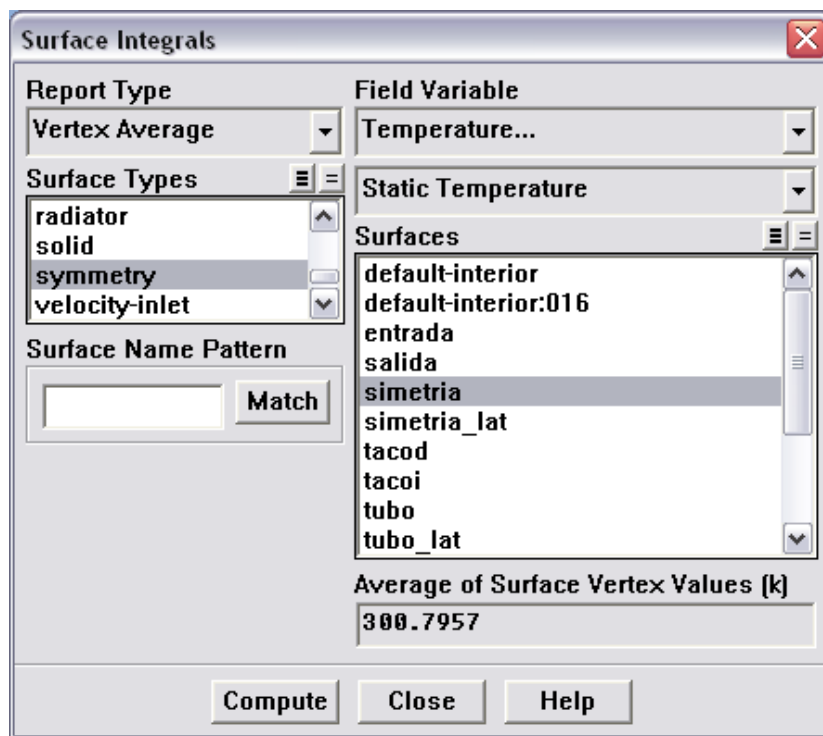 Surface Integrals
Report Type
Vertex Average
Surface Types
radiator
solid
symmetry
velocity-inlet
Surface Name Pattern
Match
Field Variable
Temperature...
Static Temperature
Surfaces
default-interior
default-interior:016
entrada
salida
simetria
simetria_lat
tacod
tacoi
tubo
tubo_lat
Average of Surface Vertex Values (k)
300.7957
Compute
Close
Help